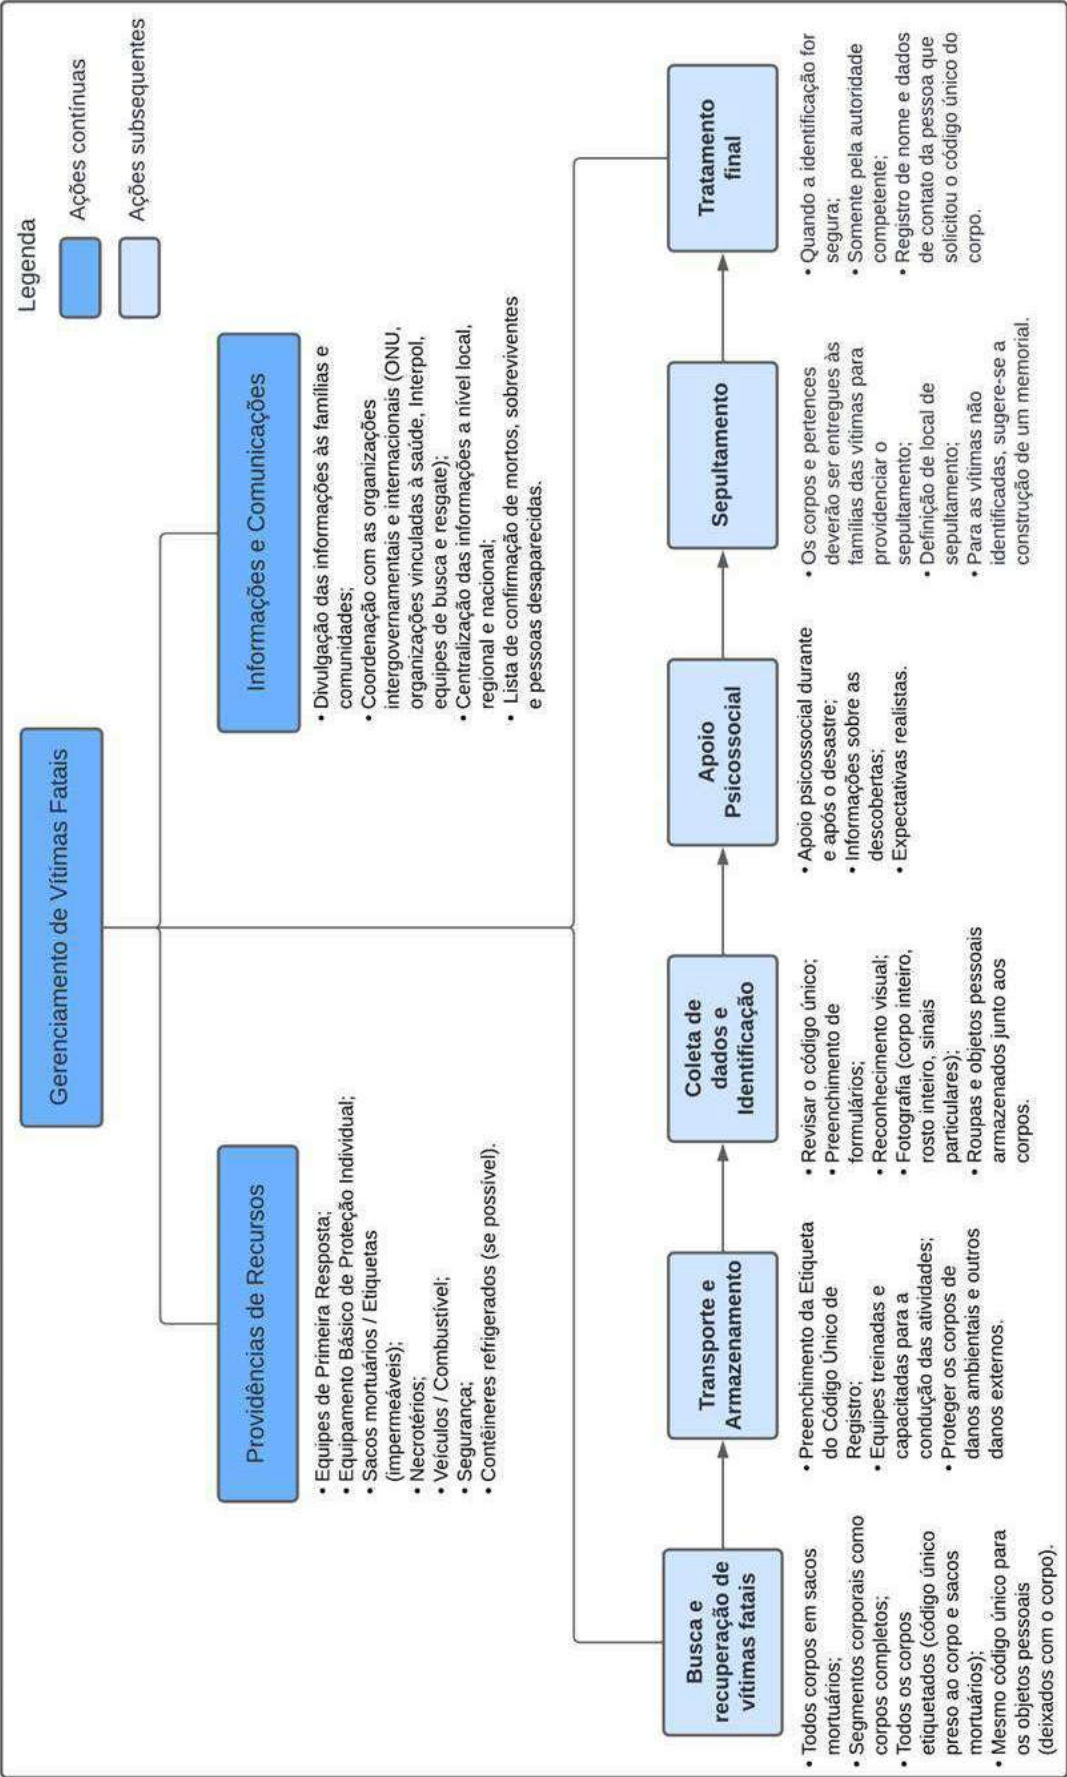 Legenda
Ações contínuas
Ações subsequentes
Gerenciamento de Vítimas Fatais
Providências de Recursos
• Equipes de Primeira Resposta;
• Equipamento Básico de Proteção Individual;
• Sacos mortuários / Etiquetas
(impermeáveis);
• Necrotérios;
• Veículos / Combustível;
• Segurança;
• Contêineres refrigerados (se possível).
Informações e Comunicações
• Divulgação das informações às famílias e
comunidades;
• Coordenação com as organizações
intergovernamentais e internacionais (ONU,
organizações vinculadas à saúde, Interpol,
equipes de busca e resgate);
• Centralização das informações a nível local,
regional e nacional;
• Lista de confirmação de mortos, sobreviventes
e pessoas desaparecidas.
Busca e
recuperação de
vítimas fatais
• Todos corpos em sacos
mortuários;
• Segmentos corporais como
corpos completos;
• Todos os corpos
etiquetados (código único
preso ao corpo e sacos
mortuários);
• Mesmo código único para
os objetos pessoais
(deixados com o corpo).
Transporte e
Armazenamento
• Preenchimento da Etiqueta
do Código Único de
Registro;
• Equipes treinadas e
capacitadas para a
condução das atividades;
• Proteger os corpos de
danos ambientais e outros
danos externos.
Coleta de
dados e
Identificação
• Revisar o código único;
• Preenchimento de
formulários;
• Reconhecimento visual;
• Fotografia (corpo inteiro,
rosto inteiro, sinais
particulares);
• Roupas e objetos pessoais
armazenados junto aos
corpos.
Apoio
Psicossocial
• Apoio psicossocial durante
e após o desastre;
• Informações sobre as
descobertas;
• Expectativas realistas.
Sepultamento
• Os corpos e pertences
deverão ser entregues às
famílias das vítimas para
providenciar o
sepultamento;
• Definição de local de
sepultamento;
• Para as vítimas não
identificadas, sugere-se a
construção de um memorial.
Tratamento
final
• Quando a identificação for
segura;
• Somente pela autoridade
competente;
• Registro de nome e dados
de contato da pessoa que
solicitou o código único do
corpo.